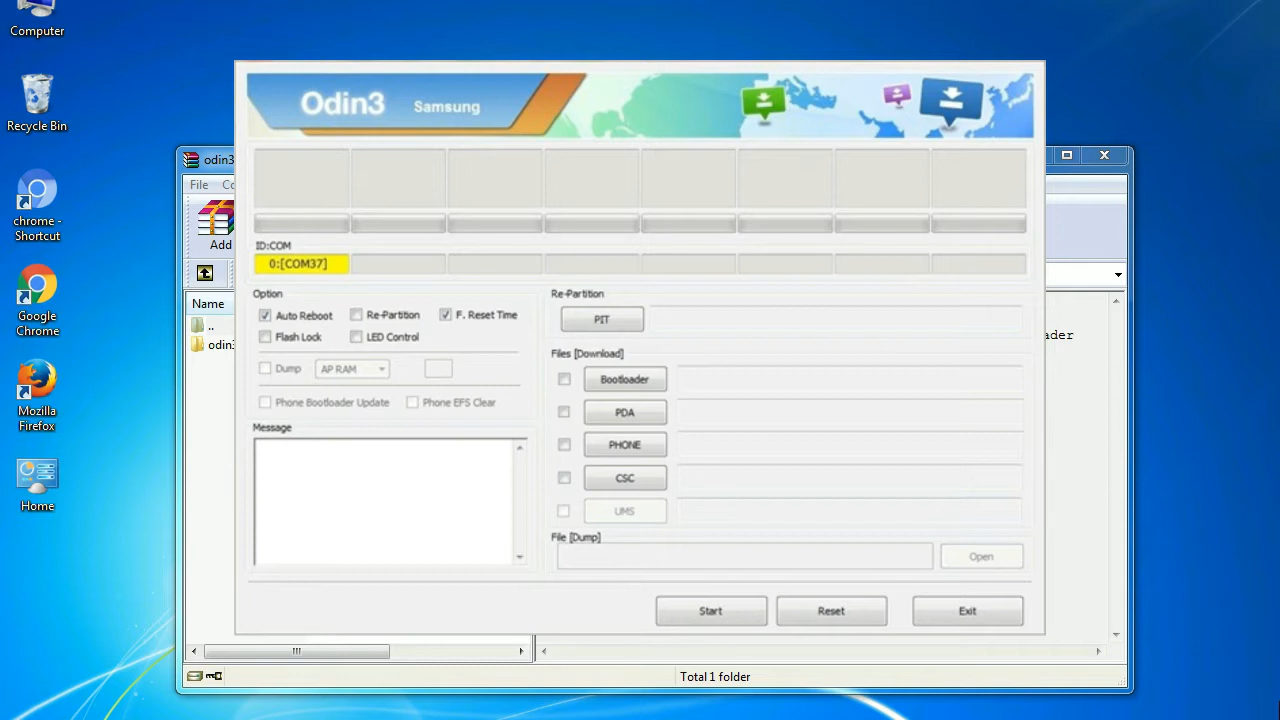 Computer
Recycle Bin
chrome -
Shortcut
Google
Chrome
Mozilla
Firefox
Home
odin3
File
Add
Name
..
odin3
Odin3 Samsung
ID:COM
0:[COM37]
Option
Auto Reboot Re-Partition F. Reset Time
Flash Lock LED Control
Dump AP RAM
Phone Bootloader Update Phone EFS Clear
Message
Re-Partition
PIT
Files [Download]
Bootloader
PDA
PHONE
CSC
UMS
File [Dump]
Open
Start Reset Exit
Total 1 folder